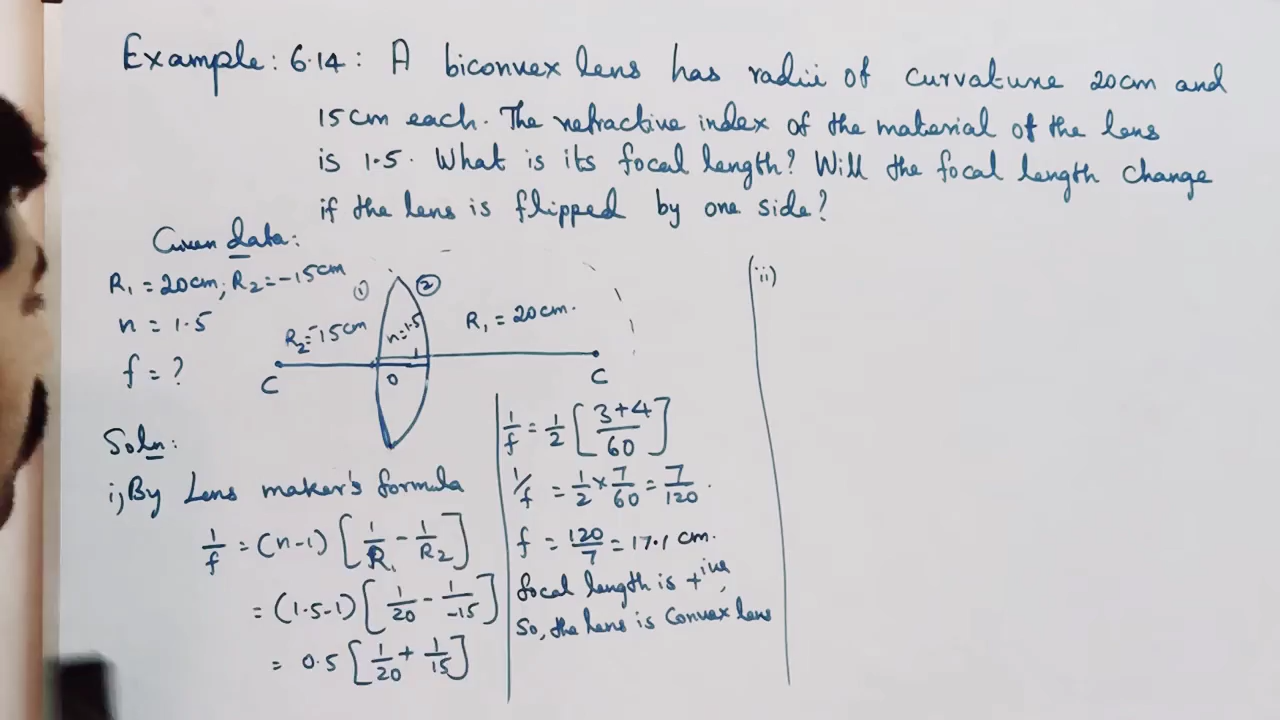 Example: 6.14: A biconvex lens has radii of curvature 20cm and
15cm each. The refractive index of the material of the lens
is 1.5. What is its focal length? Will the focal length change
if the lens is flipped by one side?
Given data:
R₁ = 20cm; R₂ = -15cm
n = 1.5
f = ?
① ②
R₂=-15cm n=1.5 R₁ = 20cm.
C O C
Soln:
i, By Lens maker's formula
1/f = (n-1) [1/R₁ - 1/R₂]
= (1.5-1) [1/20 - 1/-15]
= 0.5 [1/20 + 1/15]
1/f = 1/2 [3+4/60]
1/f = 1/2 × 7/60 = 7/120.
f = 120/7 = 17.1 cm.
focal length is +ive,
So, the lens is Convex lens
ii)